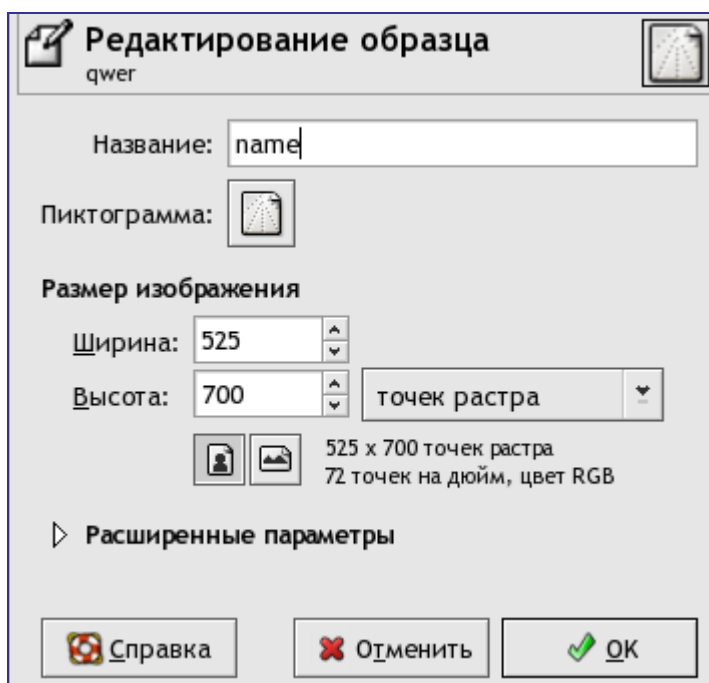 Редактирование образца
qwer
Название: name
Пиктограмма:
Размер изображения
Ширина: 525
Высота: 700 точек растра
525 x 700 точек растра
72 точек на дюйм, цвет RGB
Расширенные параметры
Справка Отменить OK